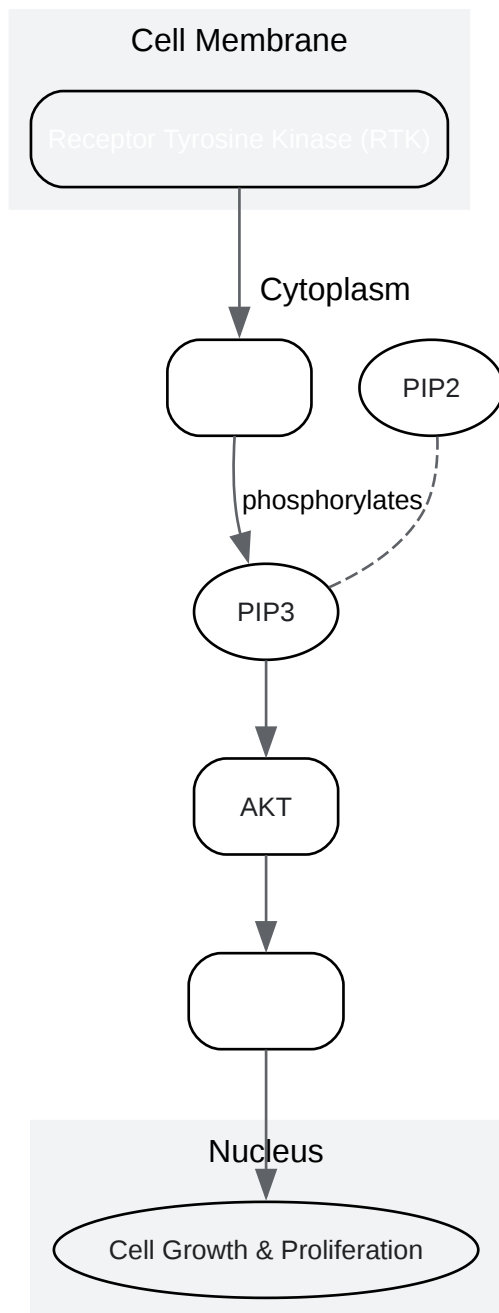 Cell Membrane
Receptor Tyrosine Kinase (RTK)
Cytoplasm
PIP2
phosphorylates
PIP3
AKT
Nucleus
Cell Growth & Proliferation